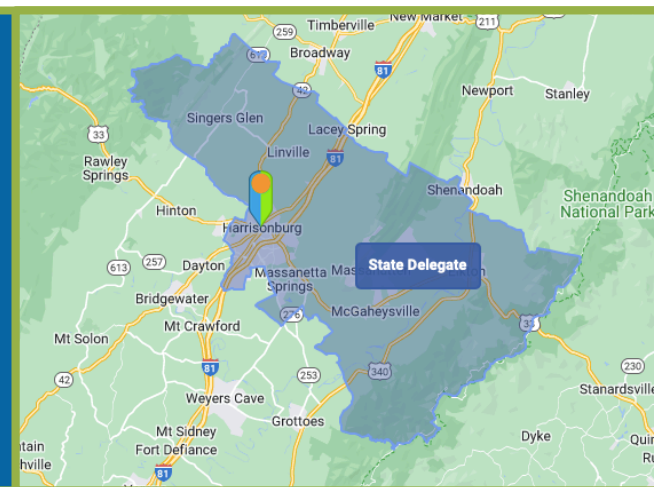 New Market
211
Timberville
259
Broadway
613
81
42
Newport
Stanley
Singers Glen
Lacey Spring
33
Linville
81
Rawley
Springs
Shenandoah
Shenandoah
National Park
Hinton
Harrisonburg
613
257
Dayton
State Delegate
Massanetta
Springs
Bridgewater
276
McGaheysville
Mt Crawford
33
Mt Solon
81
253
340
230
42
Stanardsville
Weyers Cave
Grottoes
Mt Sidney
Dyke
Fort Defiance
81